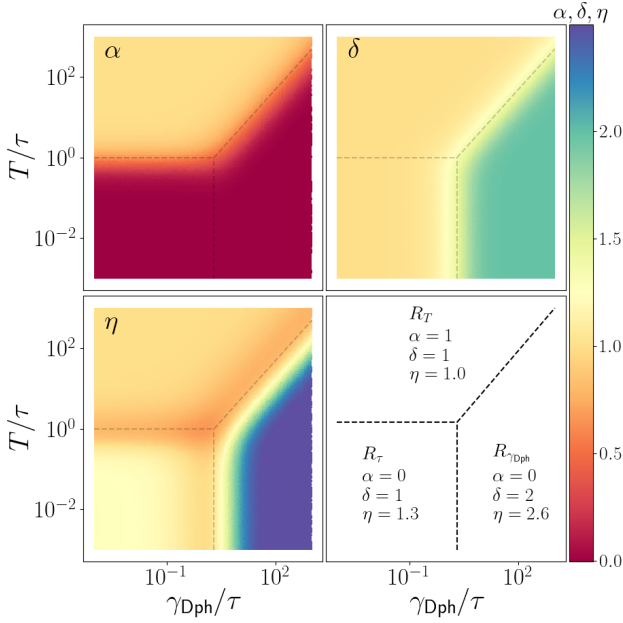 α, δ, η
α
δ
10²
10⁰
10⁻²
T/τ
2.0
1.5
1.0
0.5
0.0
η
10²
10⁰
10⁻²
T/τ
10⁻¹
10²
γ_Dph/τ
R_T
α = 1
δ = 1
η = 1.0
R_τ
α = 0
δ = 1
η = 1.3
R_γDph
α = 0
δ = 2
η = 2.6
10⁻¹
10²
γ_Dph/τ